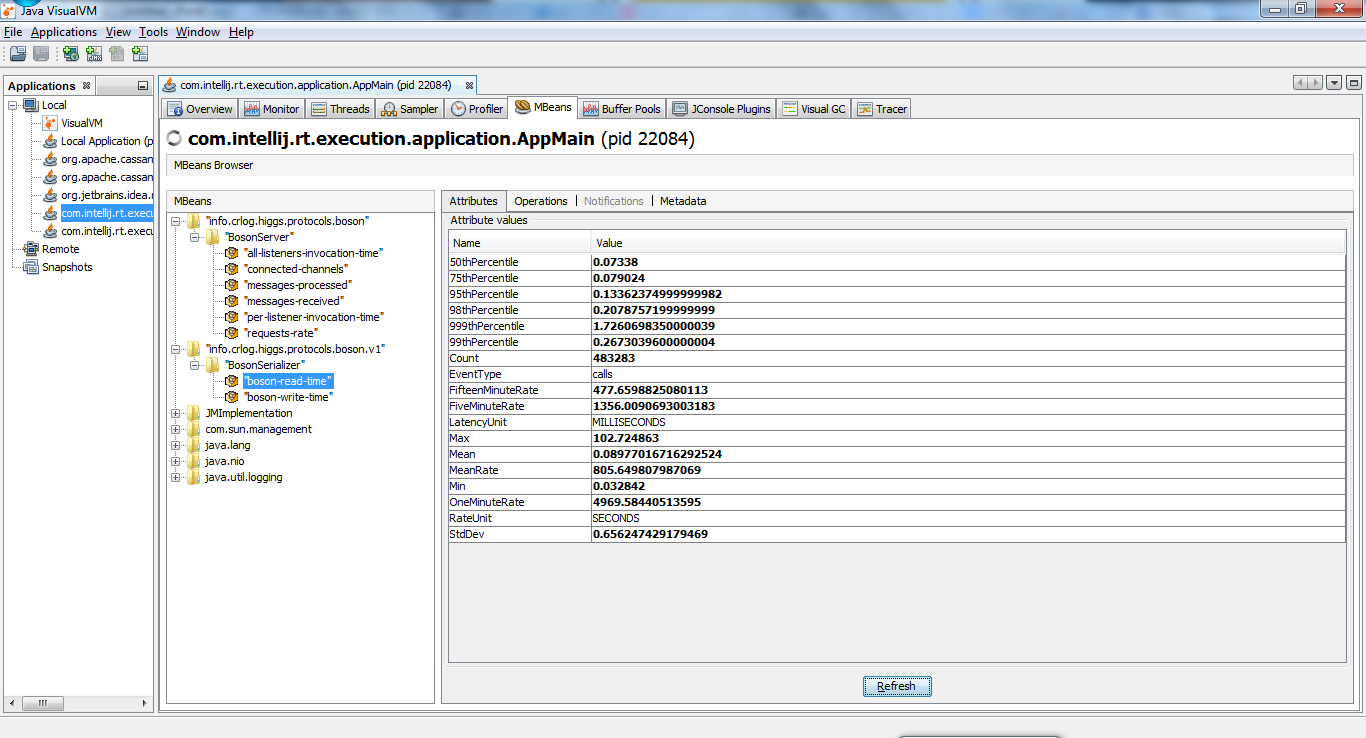 Java VisualVM
File Applications View Tools Window Help
Applications
com.intellij.rt.execution.application.AppMain (pid 22084)
Local
VisualVM
Local Application (p
org.apache.cassan
org.apache.cassan
org.jetbrains.idea.
com.intellij.rt.execu
com.intellij.rt.execu
Remote
Snapshots
Overview Monitor Threads Sampler Profiler MBeans Buffer Pools JConsole Plugins Visual GC Tracer
com.intellij.rt.execution.application.AppMain (pid 22084)
MBeans Browser
MBeans
"info.crlog.higgs.protocols.boson"
"BosonServer"
"all-listeners-invocation-time"
"connected-channels"
"messages-processed"
"messages-received"
"per-listener-invocation-time"
"requests-rate"
"info.crlog.higgs.protocols.boson.v1"
"BosonSerializer"
"boson-read-time"
"boson-write-time"
JMImplementation
com.sun.management
java.lang
java.nio
java.util.logging
Attributes Operations Notifications Metadata
Attribute values
Name Value
50thPercentile 0.07338
75thPercentile 0.079024
95thPercentile 0.13362374999999982
98thPercentile 0.2078757199999999
999thPercentile 1.7260698350000039
99thPercentile 0.2673039600000004
Count 483283
EventType calls
FifteenMinuteRate 477.6598825080113
FiveMinuteRate 1356.0090693003183
LatencyUnit MILLISECONDS
Max 102.724863
Mean 0.08977016716292524
MeanRate 805.649807987069
Min 0.032842
OneMinuteRate 4969.58440513595
RateUnit SECONDS
StdDev 0.656247429179469
Refresh